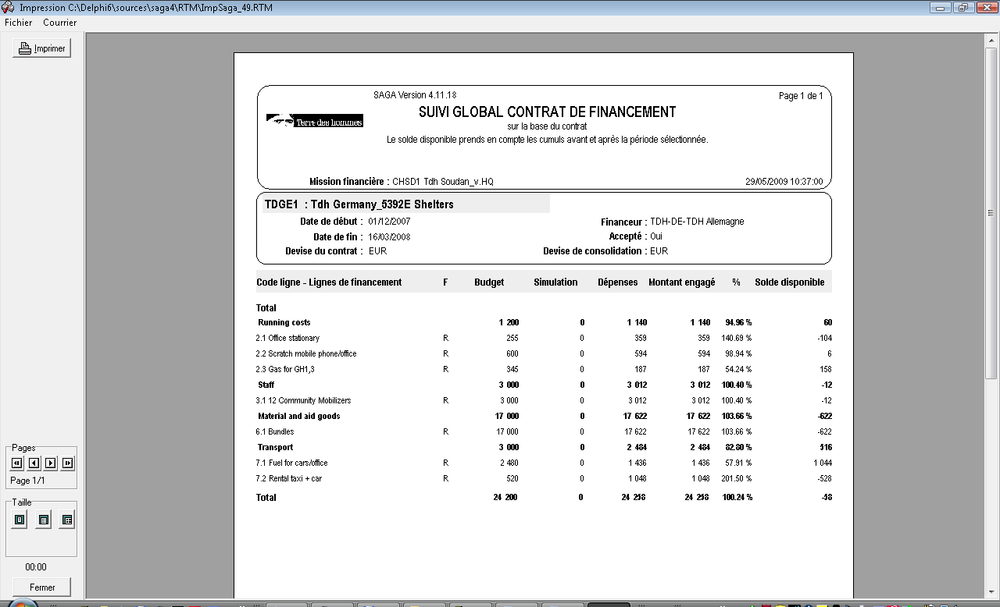 Impression C:\Delphi6\sources\saga4\RTM\ImpSaga_49.RTM
Fichier Courrier
Imprimer
SAGA Version 4.11.18 Page 1 de 1
SUIVI GLOBAL CONTRAT DE FINANCEMENT
Terre des hommes
sur la base du contrat
Le solde disponible prends en compte les cumuls avant et après la période sélectionnée.
Mission financière : CHSD1 Tdh Soudan_v.HQ 29/05/2009 10:37:00
TDGE1 : Tdh Germany_5392E Shelters
Date de début : 01/12/2007 Financeur : TDH-DE-TDH Allemagne
Date de fin : 16/03/2008 Accepté : Oui
Devise du contrat : EUR Devise de consolidation : EUR
Code ligne - Lignes de financement F Budget Simulation Dépenses Montant engagé % Solde disponible
Total
Running costs 1 200 0 1 140 1 140 94.96 % 60
2.1 Office stationary R 255 0 359 359 140.69 % -104
2.2 Scratch mobile phone/office R 600 0 594 594 98.94 % 6
2.3 Gas for GH1,3 R 345 0 187 187 54.24 % 158
Staff 3 000 0 3 012 3 012 100.40 % -12
3.1 12 Community Mobilizers R 3 000 0 3 012 3 012 100.40 % -12
Material and aid goods 17 000 0 17 622 17 622 103.66 % -622
6.1 Bundles R 17 000 0 17 622 17 622 103.66 % -622
Transport 3 000 0 2 484 2 484 82.80 % 516
7.1 Fuel for cars/office R 2 480 0 1 436 1 436 57.91 % 1 044
7.2 Rental taxi + car R 520 0 1 048 1 048 201.50 % -528
Total 24 200 0 24 258 24 258 100.24 % -58
Pages
Page 1/1
Taille
00:00
Fermer